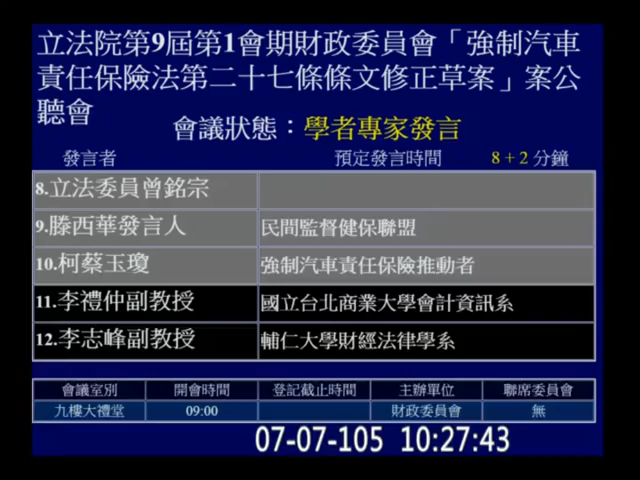 立法院第9屆第1會期財政委員會「強制汽車
責任保險法第二十七條條文修正草案」案公
聽會
會議狀態：學者專家發言
發言者 預定發言時間 8+2 分鐘
8.立法委員曾銘宗
9.滕西華發言人 民間監督健保聯盟
10.柯蔡玉瓊 強制汽車責任保險推動者
11.李禮仲副教授 國立台北商業大學會計資訊系
12.李志峰副教授 輔仁大學財經法律學系
會議室別 開會時間 登記截止時間 主辦單位 聯席委員會
九樓大禮堂 09:00 財政委員會 無
07-07-105 10:27:43